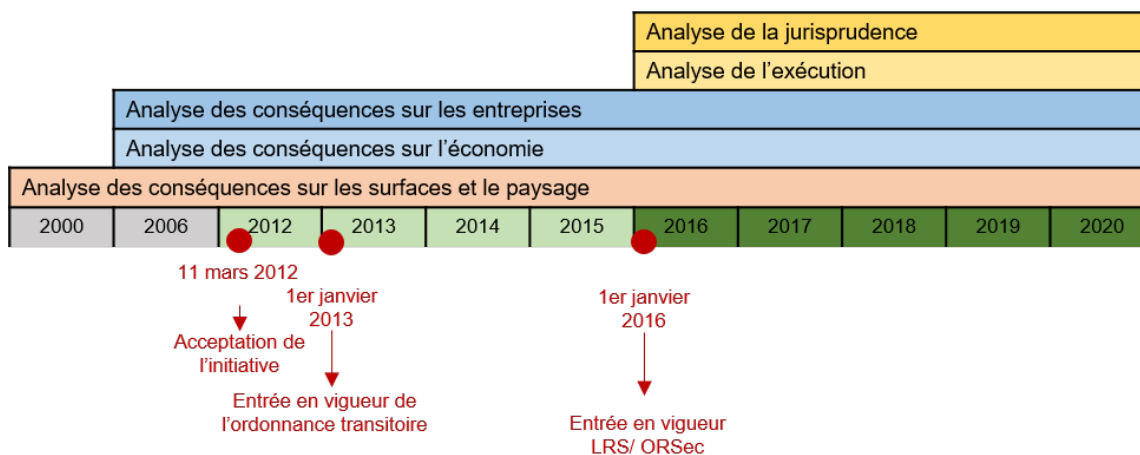 Analyse de la jurisprudence
Analyse de l’exécution
Analyse des conséquences sur les entreprises
Analyse des conséquences sur l’économie
Analyse des conséquences sur les surfaces et le paysage
2000 2006 2012 2013 2014 2015 2016 2017 2018 2019 2020
11 mars 2012
Acceptation de
l’initiative
1er janvier
2013
Entrée en vigueur de
l’ordonnance transitoire
1er janvier
2016
Entrée en vigueur
LRS/ ORSec